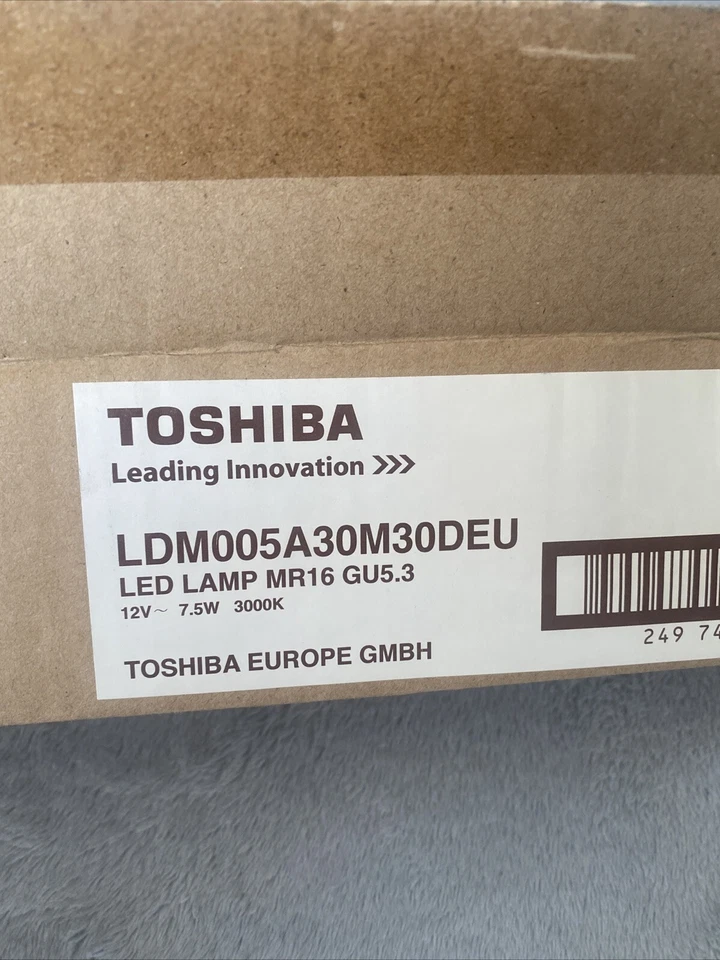 TOSHIBA
Leading Innovation >>>
LDM005A30M30DEU
LED LAMP MR16 GU5.3
12V～ 7.5W 3000K
249 74
TOSHIBA EUROPE GMBH